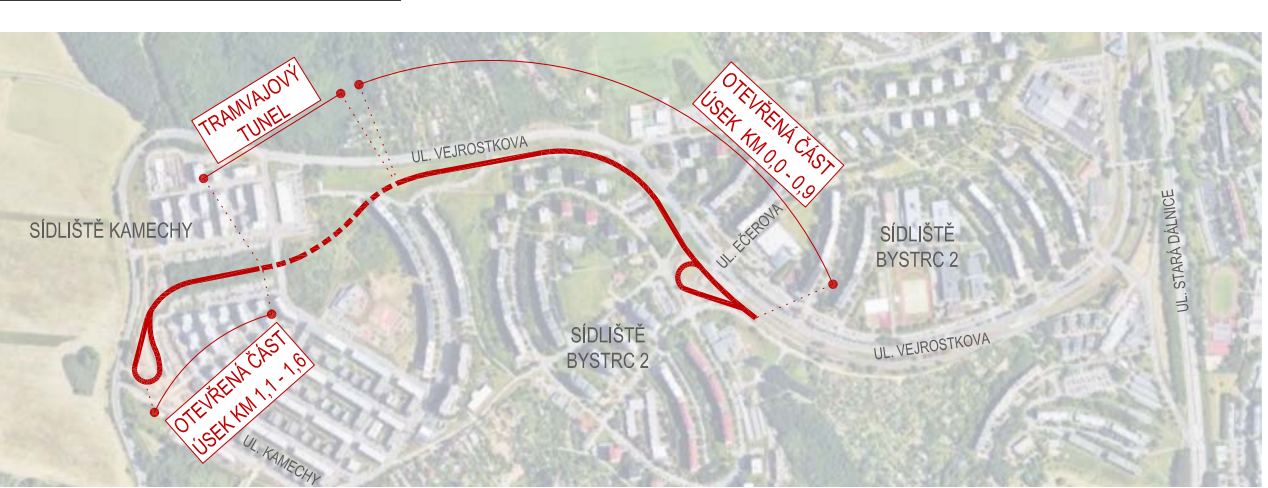 TRAMVAJOVÝ
TUNEL
OTEVŘENÁ ČÁST
ÚSEK KM 0,0 - 0,9
UL. VEJROSTKOVA
SÍDLIŠTĚ KAMECHY
UL. EČEROVA
SÍDLIŠTĚ
BYSTRC 2
UL. STARÁ DÁLNICE
SÍDLIŠTĚ
BYSTRC 2
UL. VEJROSTKOVA
OTEVŘENÁ ČÁST
ÚSEK KM 1,1 - 1,6
UL. KAMECHY